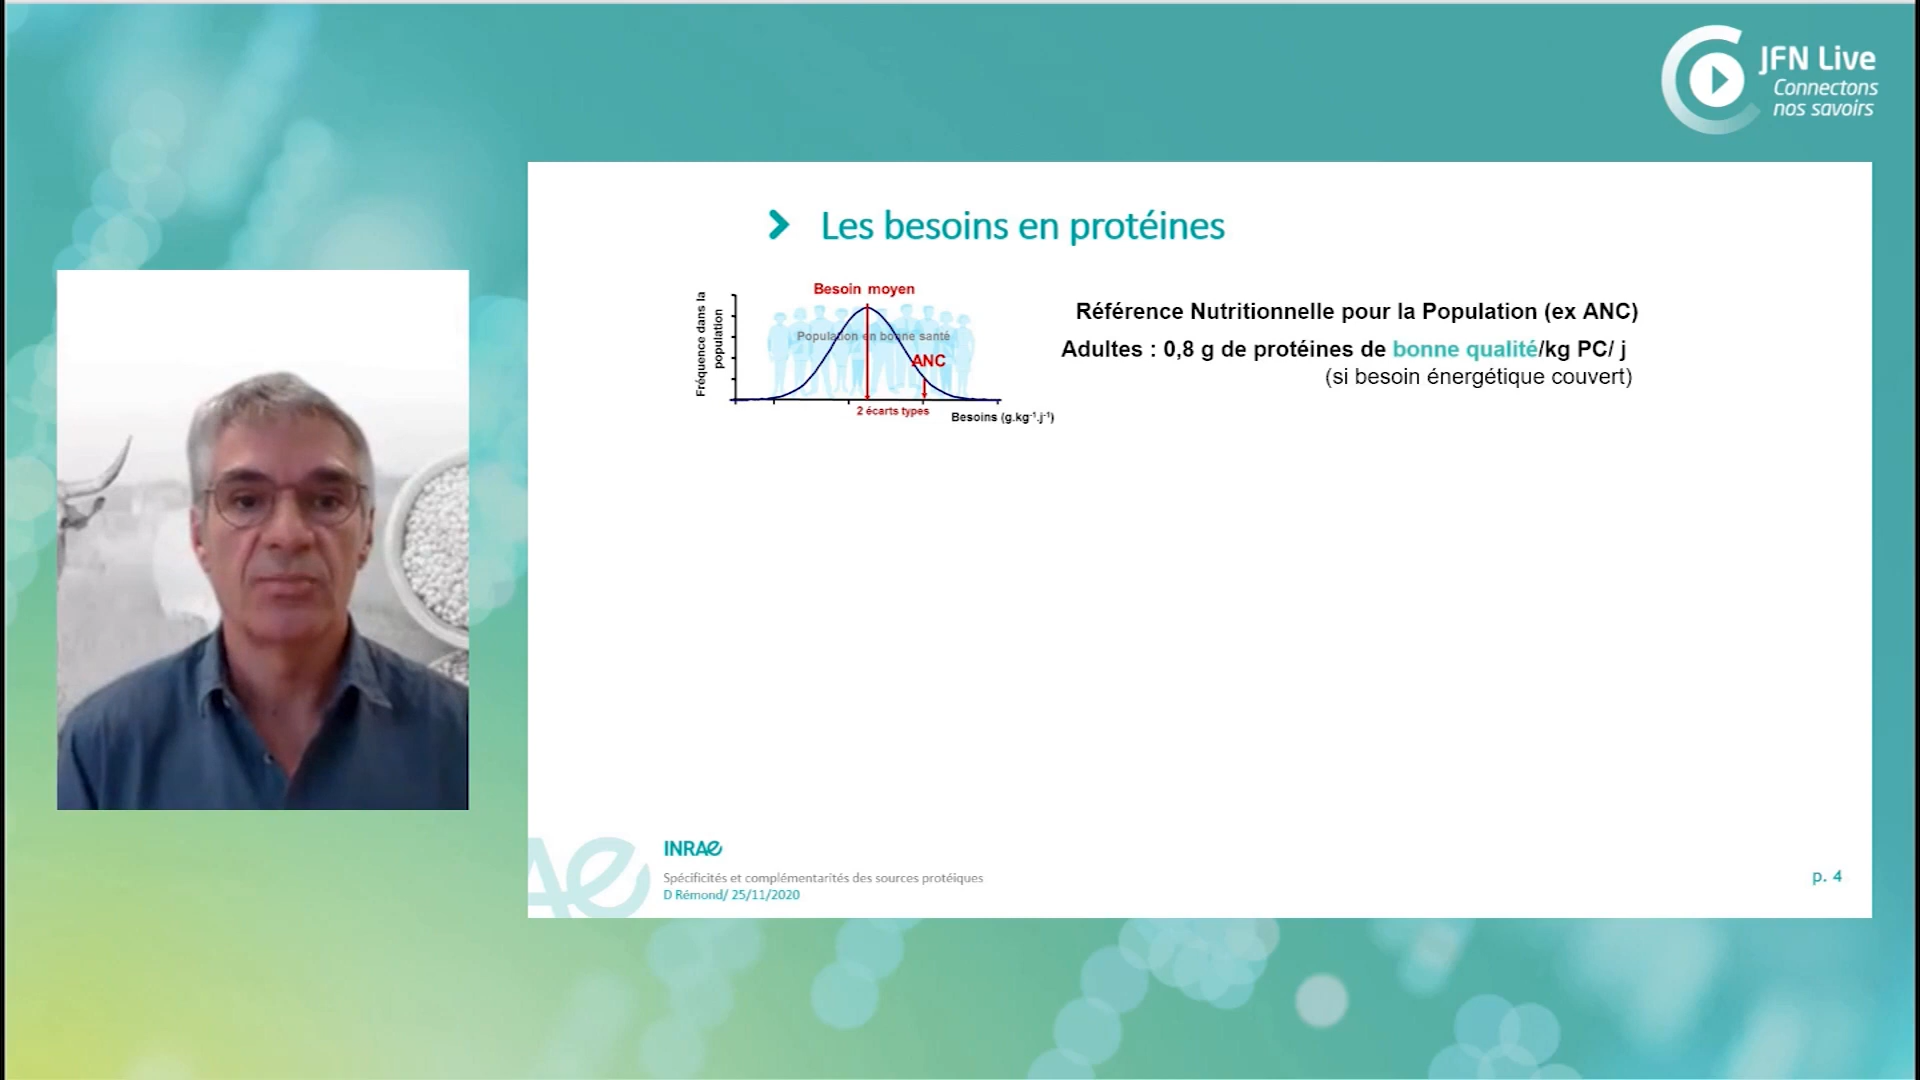 JFN Live
Connectons
nos savoirs
Les besoins en protéines
Fréquence dans la
population
Besoin moyen
Population en bonne santé
ANC
2 écarts types
Besoins (g.kg⁻¹.j⁻¹)
Référence Nutritionnelle pour la Population (ex ANC)
Adultes : 0,8 g de protéines de bonne qualité/kg PC/ j
(si besoin énergétique couvert)
INRAE
Spécificités et complémentarités des sources protéiques
D Rémond/ 25/11/2020
p. 4